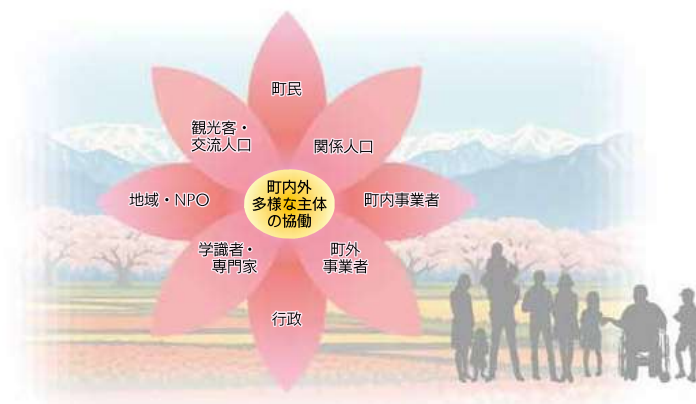 町民
観光客・
交流人口
関係人口
地域・NPO
町内外
多様な主体
の協働
町内事業者
学識者・
専門家
町外
事業者
行政